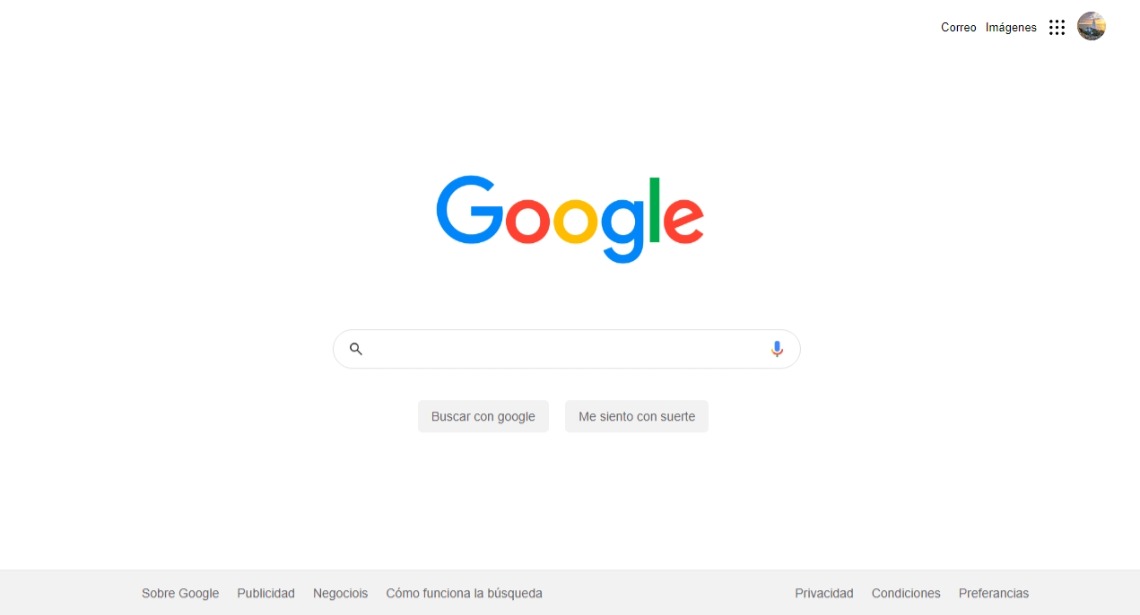 Correo Imágenes
Google
Buscar con google Me siento con suerte
Sobre Google Publicidad Negociois Cómo funciona la búsqueda Privacidad Condiciones Preferancias